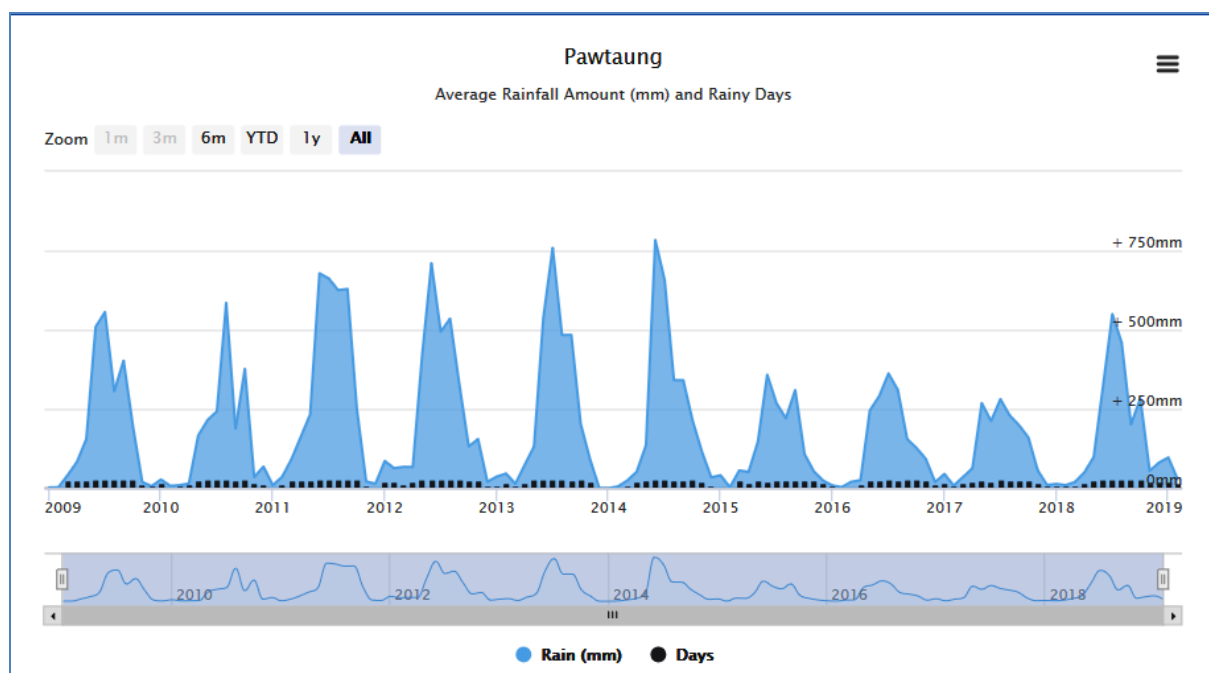 Pawtaung
Average Rainfall Amount (mm) and Rainy Days
Zoom 1m 3m 6m YTD 1y All
+ 750mm
+ 500mm
+ 250mm
0mm
2009 2010 2011 2012 2013 2014 2015 2016 2017 2018 2019
2010 2012 2014 2016 2018
Rain (mm) Days